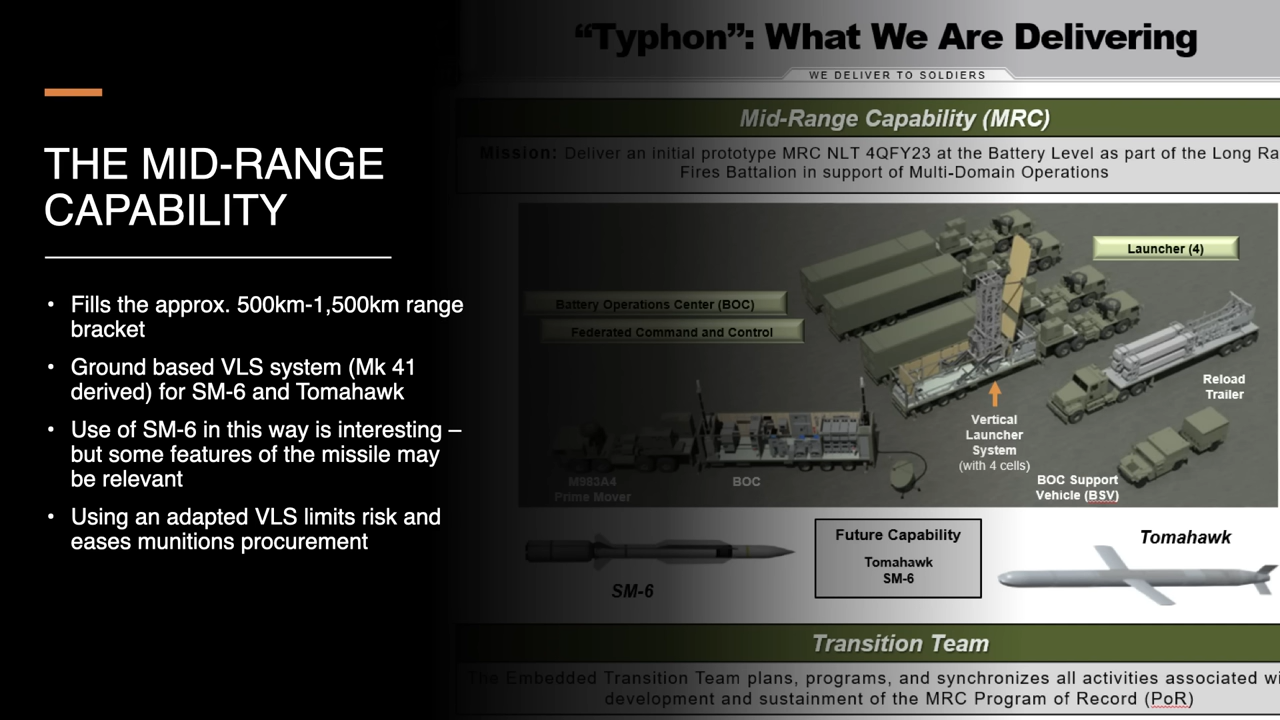 THE MID-RANGE
CAPABILITY
• Fills the approx. 500km-1,500km range
bracket
• Ground based VLS system (Mk 41
derived) for SM-6 and Tomahawk
• Use of SM-6 in this way is interesting –
but some features of the missile may
be relevant
• Using an adapted VLS limits risk and
eases munitions procurement
“Typhon”: What We Are Delivering
WE DELIVER TO SOLDIERS
Mid-Range Capability (MRC)
Mission: Deliver an initial prototype MRC NLT 4QFY23 at the Battery Level as part of the Long Ra
Fires Battalion in support of Multi-Domain Operations
Launcher (4)
Battery Operations Center (BOC)
Federated Command and Control
Reload
Trailer
Vertical
Launcher
System
(with 4 cells)
M983A4
Prime Mover
BOC
BOC Support
Vehicle (BSV)
SM-6
Future Capability
Tomahawk
SM-6
Tomahawk
Transition Team
The Embedded Transition Team plans, programs, and synchronizes all activities associated wi
development and sustainment of the MRC Program of Record (PoR)